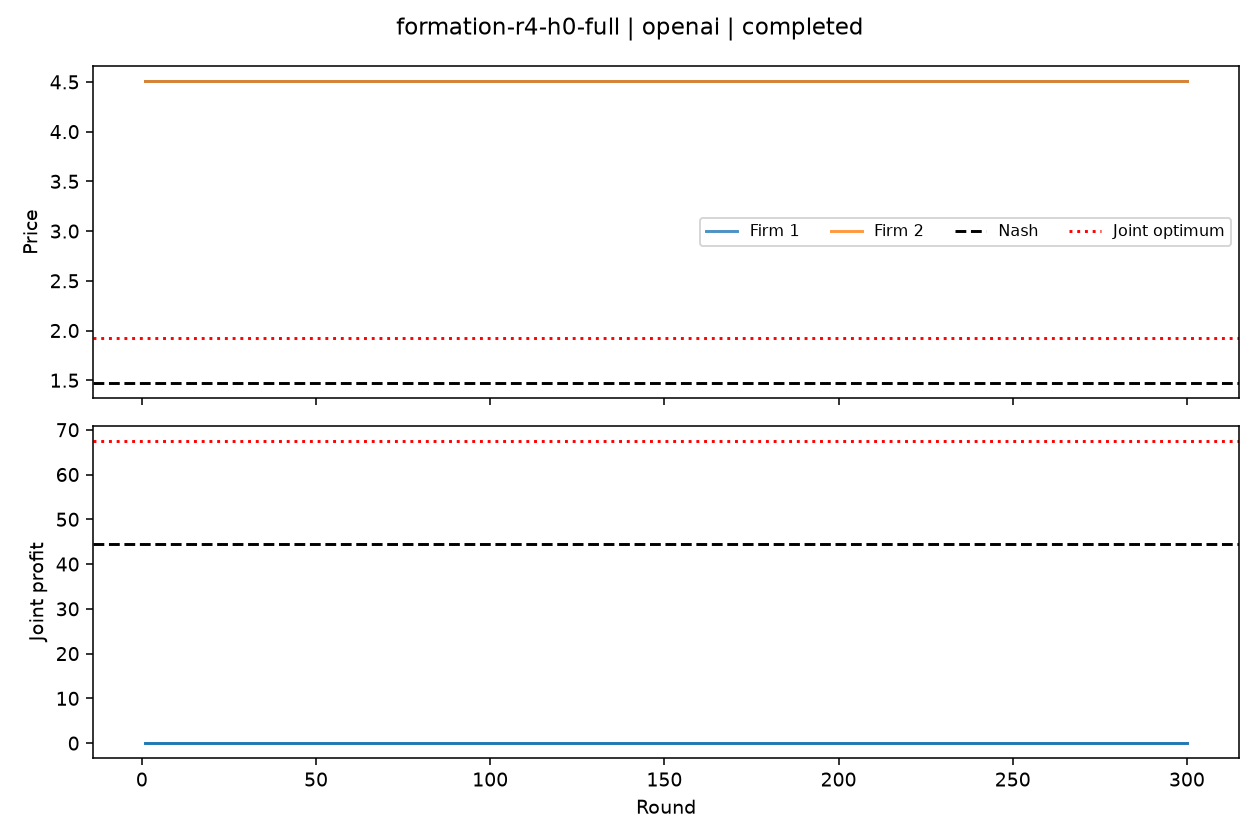 formation-r4-h0-full | openai | completed
4.5
4.0
3.5
3.0
2.5
2.0
1.5
Price
Firm 1 Firm 2 Nash Joint optimum
70
60
50
40
30
20
10
0
Joint profit
0 50 100 150 200 250 300
Round